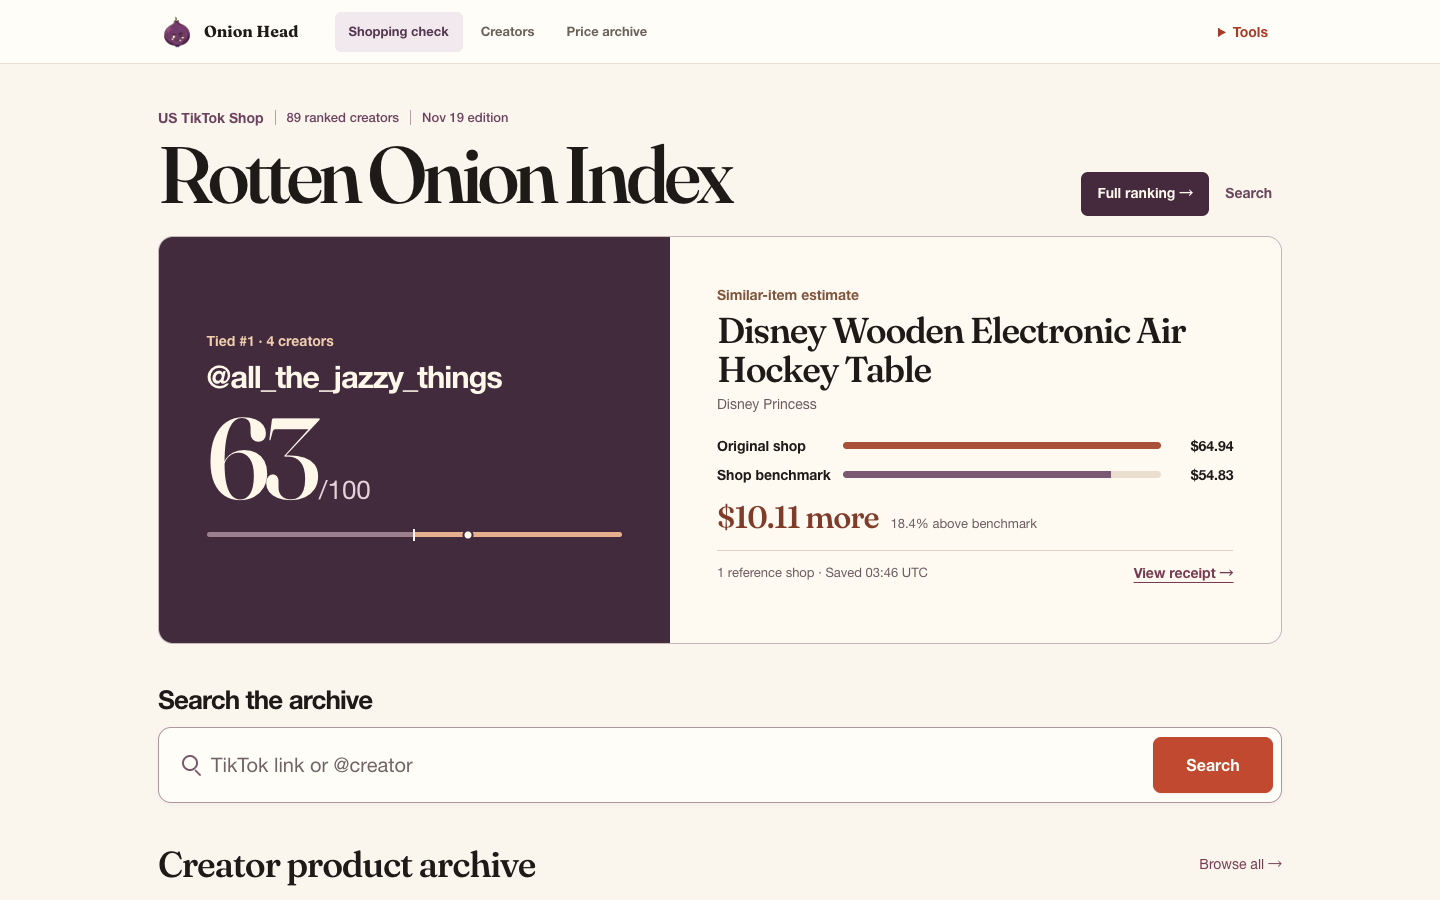 Onion Head
Shopping check
Creators
Price archive
▶ Tools
US TikTok Shop
89 ranked creators
Nov 19 edition
Rotten Onion Index
Full ranking →
Search
Tied #1 · 4 creators
@all_the_jazzy_things
63/100
Similar-item estimate
Disney Wooden Electronic Air
Hockey Table
Disney Princess
Original shop $64.94
Shop benchmark $54.83
$10.11 more 18.4% above benchmark
1 reference shop · Saved 03:46 UTC
View receipt →
Search the archive
TikTok link or @creator
Search
Creator product archive
Browse all →